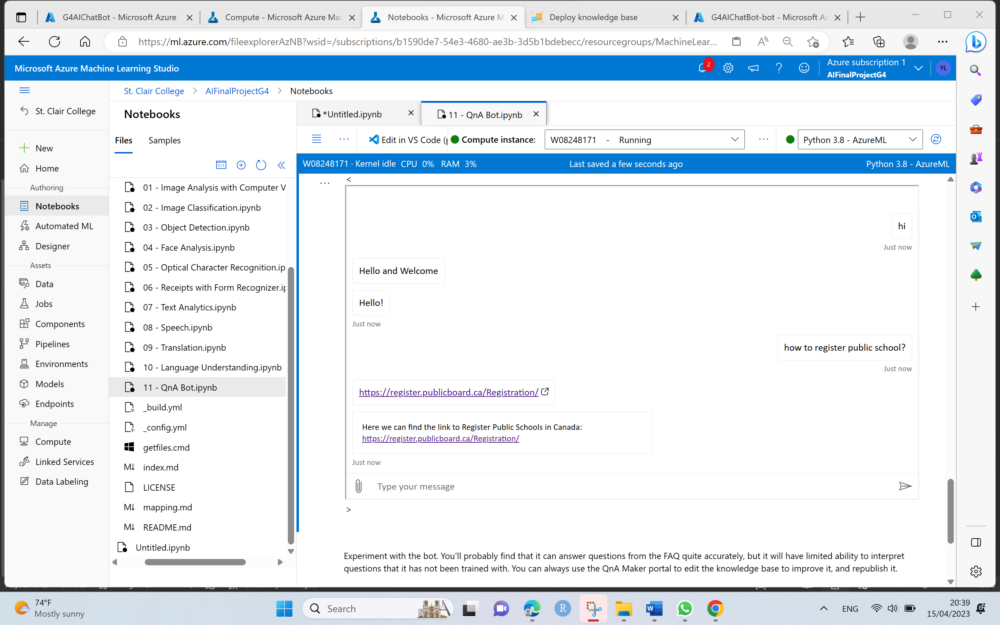 G4AIChatBot - Microsoft Azure
Compute - Microsoft Azure Mac
Notebooks - Microsoft Azure M
Deploy knowledge base
G4AIChatBot-bot - Microsoft Az
https://ml.azure.com/fileexplorerAzNB?wsid=/subscriptions/b1590de7-54e3-4680-ae3b-3d5b1bdebecc/resourcegroups/MachineLear...
Microsoft Azure Machine Learning Studio
2
Azure subscription 1
AIFinalProjectG4
YL
St. Clair College > AIFinalProjectG4 > Notebooks
St. Clair College
New
Home
Authoring
Notebooks
Automated ML
Designer
Assets
Data
Jobs
Components
Pipelines
Environments
Models
Endpoints
Manage
Compute
Linked Services
Data Labeling
Notebooks
Files
Samples
01 - Image Analysis with Computer V
02 - Image Classification.ipynb
03 - Object Detection.ipynb
04 - Face Analysis.ipynb
05 - Optical Character Recognition.ip
06 - Receipts with Form Recognizer.ip
07 - Text Analytics.ipynb
08 - Speech.ipynb
09 - Translation.ipynb
10 - Language Understanding.ipynb
11 - QnA Bot.ipynb
_build.yml
_config.yml
getfiles.cmd
index.md
LICENSE
mapping.md
README.md
Untitled.ipynb
*Untitled.ipynb
11 - QnA Bot.ipynb
Edit in VS Code (p
Compute instance:
W08248171 - Running
Python 3.8 - AzureML
W08248171 · Kernel idle CPU 0% RAM 3%
Last saved a few seconds ago
Python 3.8 - AzureML
<
hi
Just now
Hello and Welcome
Hello!
Just now
how to register public school?
Just now
https://register.publicboard.ca/Registration/
Here we can find the link to Register Public Schools in Canada:
https://register.publicboard.ca/Registration/
Just now
Type your message
>
Experiment with the bot. You'll probably find that it can answer questions from the FAQ quite accurately, but it will have limited ability to interpret
questions that it has not been trained with. You can always use the QnA Maker portal to edit the knowledge base to improve it, and republish it.
74°F
Mostly sunny
Search
ENG
20:39
15/04/2023